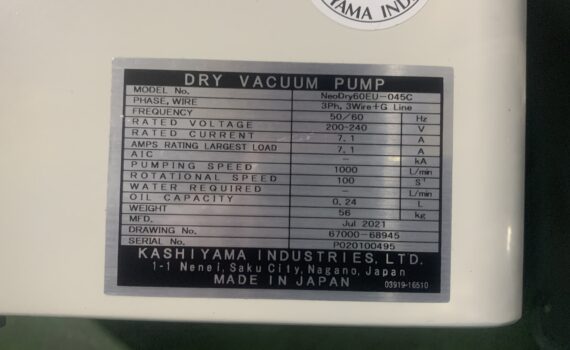 YAMA IND
DRY VACUUM PUMP
MODEL No. NeoDry60EU-045C
PHASE, WIRE 3Ph, 3Wire+G Line
FREQUENCY 50/60 Hz
RATED VOLTAGE 200-240 V
RATED CURRENT 7.1 A
AMPS RATING LARGEST LOAD 7.1 A
AIC - kA
PUMPING SPEED 1000 L/min
ROTATIONAL SPEED 100 S⁻¹
WATER REQUIRED - L/min
OIL CAPACITY 0.24 L
WEIGHT 56 kg
MFD. Jul 2021
DRAWING No. 67000-68945
SERIAL No. P020100495
KASHIYAMA INDUSTRIES, LTD.
1-1 Nenei, Saku City, Nagano, Japan
MADE IN JAPAN 03919-16510